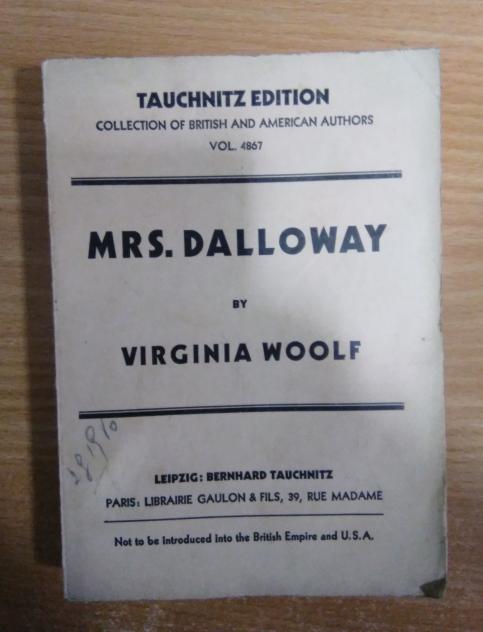 TAUCHNITZ EDITION
COLLECTION OF BRITISH AND AMERICAN AUTHORS
VOL. 4867
MRS. DALLOWAY
BY
VIRGINIA WOOLF
LEIPZIG: BERNHARD TAUCHNITZ
PARIS: LIBRAIRIE GAULON & FILS, 39, RUE MADAME
Not to be introduced into the British Empire and U.S.A.